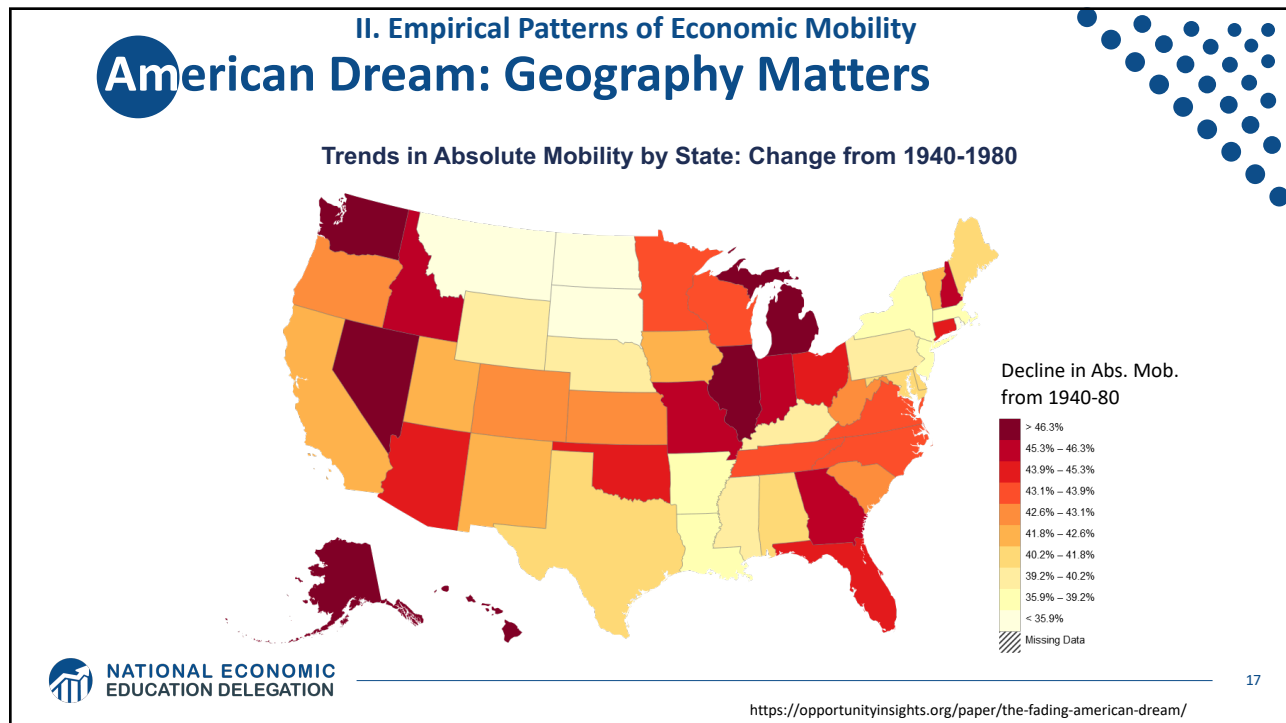 II. Empirical Patterns of Economic Mobility
American Dream: Geography Matters
Trends in Absolute Mobility by State: Change from 1940-1980
Decline in Abs. Mob.
from 1940-80
> 46.3%
45.3% – 46.3%
43.9% – 45.3%
43.1% – 43.9%
42.6% – 43.1%
41.8% – 42.6%
40.2% – 41.8%
39.2% – 40.2%
35.9% – 39.2%
< 35.9%
Missing Data
NATIONAL ECONOMIC
EDUCATION DELEGATION
17
https://opportunityinsights.org/paper/the-fading-american-dream/